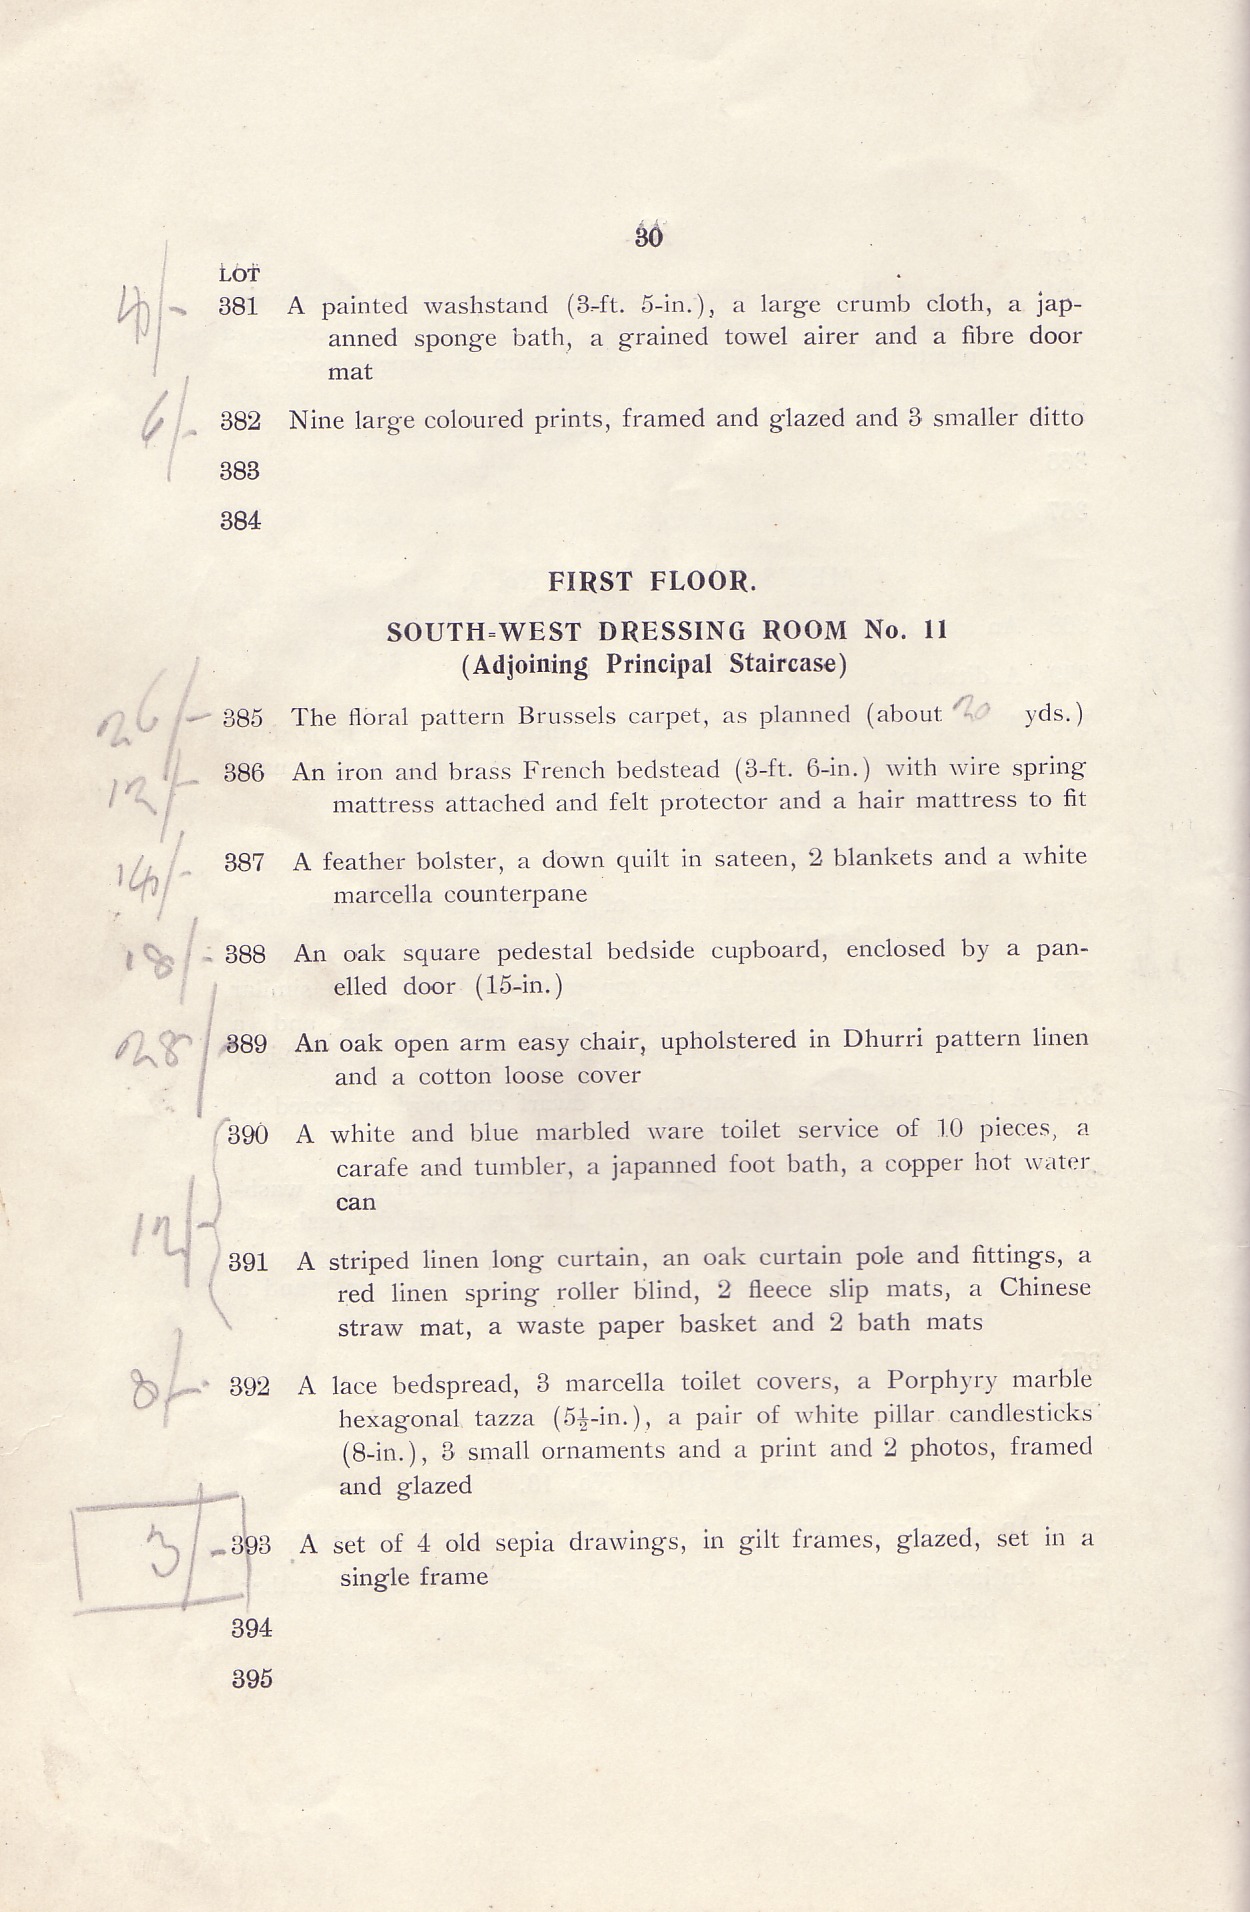 30
LOT
4/- 381 A painted washstand (3-ft. 5-in.), a large crumb cloth, a jap-
anned sponge bath, a grained towel airer and a fibre door
mat
6/- 382 Nine large coloured prints, framed and glazed and 3 smaller ditto
383
384
FIRST FLOOR.
SOUTH-WEST DRESSING ROOM No. 11
(Adjoining Principal Staircase)
26/- 385 The floral pattern Brussels carpet, as planned (about 20 yds.)
12/- 386 An iron and brass French bedstead (3-ft. 6-in.) with wire spring
mattress attached and felt protector and a hair mattress to fit
14/- 387 A feather bolster, a down quilt in sateen, 2 blankets and a white
marcella counterpane
18/- 388 An oak square pedestal bedside cupboard, enclosed by a pan-
elled door (15-in.)
28/- 389 An oak open arm easy chair, upholstered in Dhurri pattern linen
and a cotton loose cover
390 A white and blue marbled ware toilet service of 10 pieces, a
carafe and tumbler, a japanned foot bath, a copper hot water
can
12/-
391 A striped linen long curtain, an oak curtain pole and fittings, a
red linen spring roller blind, 2 fleece slip mats, a Chinese
straw mat, a waste paper basket and 2 bath mats
8/- 392 A lace bedspread, 3 marcella toilet covers, a Porphyry marble
hexagonal tazza (5½-in.), a pair of white pillar candlesticks
(8-in.), 3 small ornaments and a print and 2 photos, framed
and glazed
3/- 393 A set of 4 old sepia drawings, in gilt frames, glazed, set in a
single frame
394
395